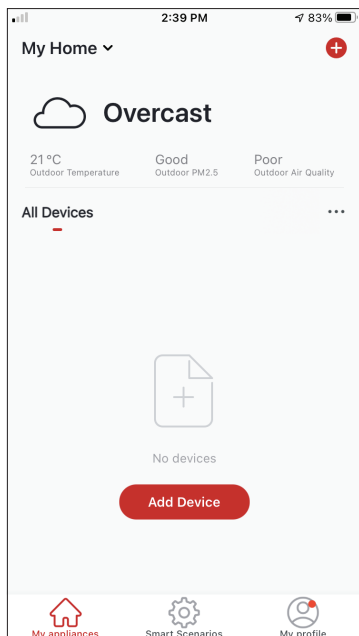 2:39 PM 83%
My Home
Overcast
21°C Good Poor
Outdoor Temperature Outdoor PM2.5 Outdoor Air Quality
All Devices
No devices
Add Device
My appliances Smart Scenarios My profile